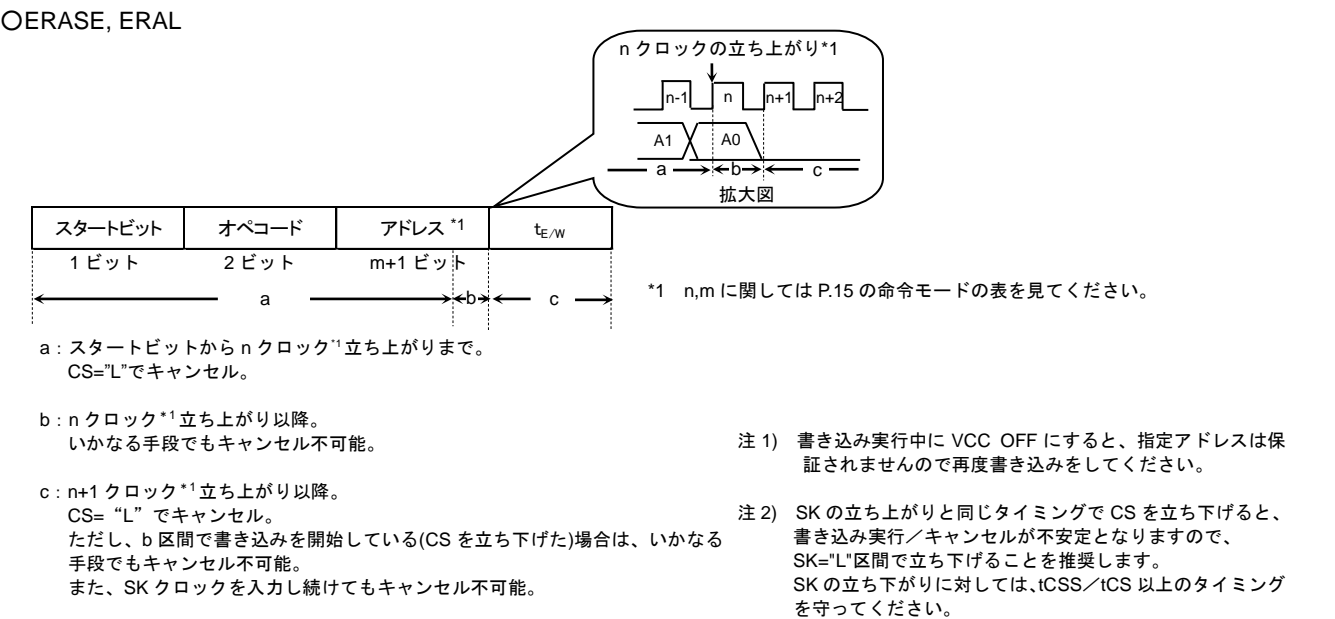 ○ERASE, ERAL
n クロックの立ち上がり*1
n-1 n n+1 n+2
A1 A0
a b c
拡大図
スタートビット オペコード アドレス *1 tE/W
1 ビット 2 ビット m+1 ビット
a b c
*1 n,m に関しては P.15 の命令モードの表を見てください。
a：スタートビットから n クロック*1立ち上がりまで。
CS="L"でキャンセル。
b：n クロック*1立ち上がり以降。
いかなる手段でもキャンセル不可能。
c：n+1 クロック*1立ち上がり以降。
CS= “L” でキャンセル。
ただし、b 区間で書き込みを開始している(CS を立ち下げた)場合は、いかなる
手段でもキャンセル不可能。
また、SK クロックを入力し続けてもキャンセル不可能。
注 1) 書き込み実行中に VCC OFF にすると、指定アドレスは保
証されませんので再度書き込みをしてください。
注 2) SK の立ち上がりと同じタイミングで CS を立ち下げると、
書き込み実行／キャンセルが不安定となりますので、
SK="L"区間で立ち下げることを推奨します。
SK の立ち下がりに対しては、tCSS／tCS 以上のタイミング
を守ってください。